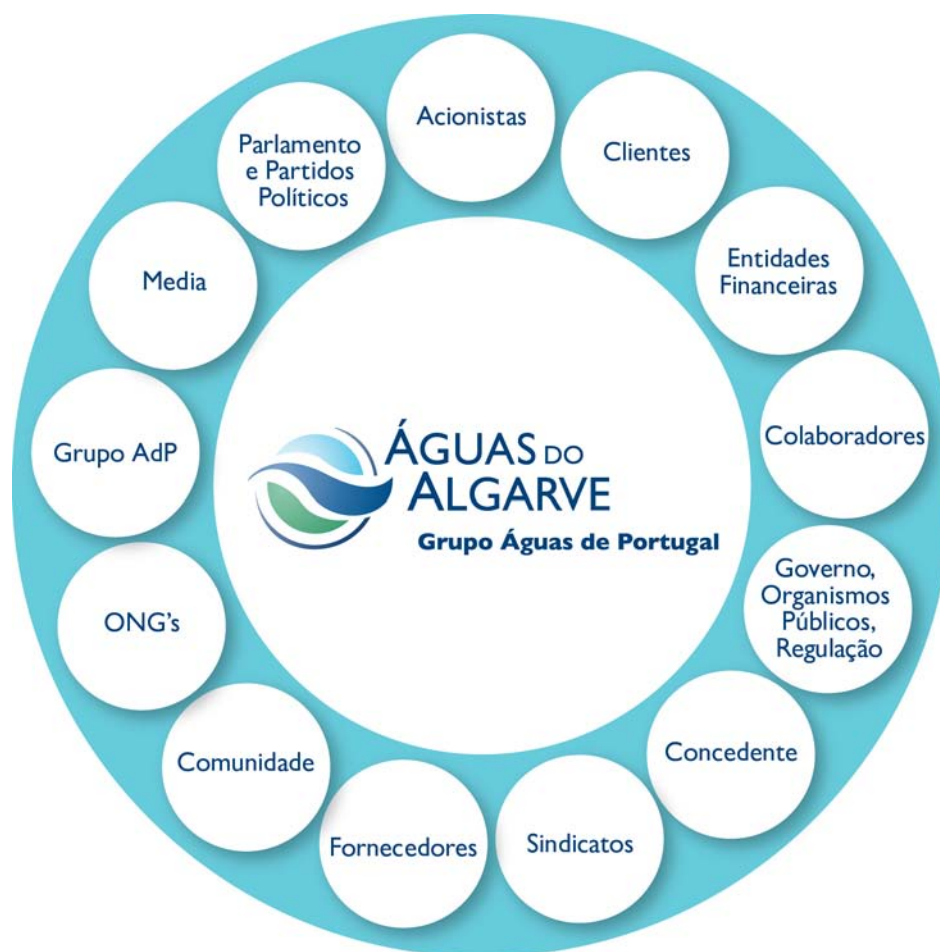 Acionistas
Clientes
Entidades
Financeiras
Colaboradores
Governo,
Organismos
Públicos,
Regulação
Concedente
Sindicatos
Fornecedores
Comunidade
ONG's
Grupo AdP
Media
Parlamento
e Partidos
Políticos
ÁGUAS DO
ALGARVE
Grupo Águas de Portugal